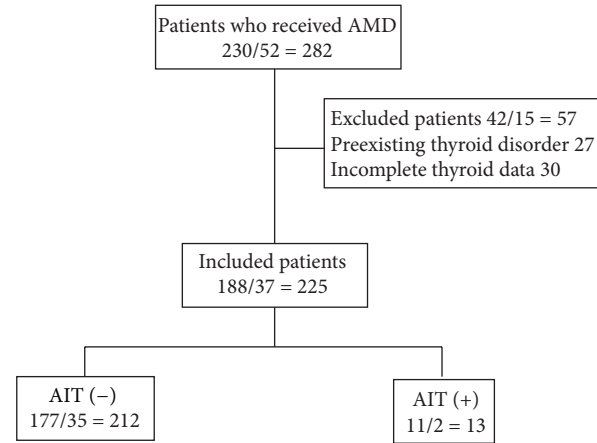 Patients who received AMD
230/52 = 282
Excluded patients 42/15 = 57
Preexisting thyroid disorder 27
Incomplete thyroid data 30
Included patients
188/37 = 225
AIT (−)
177/35 = 212
AIT (+)
11/2 = 13